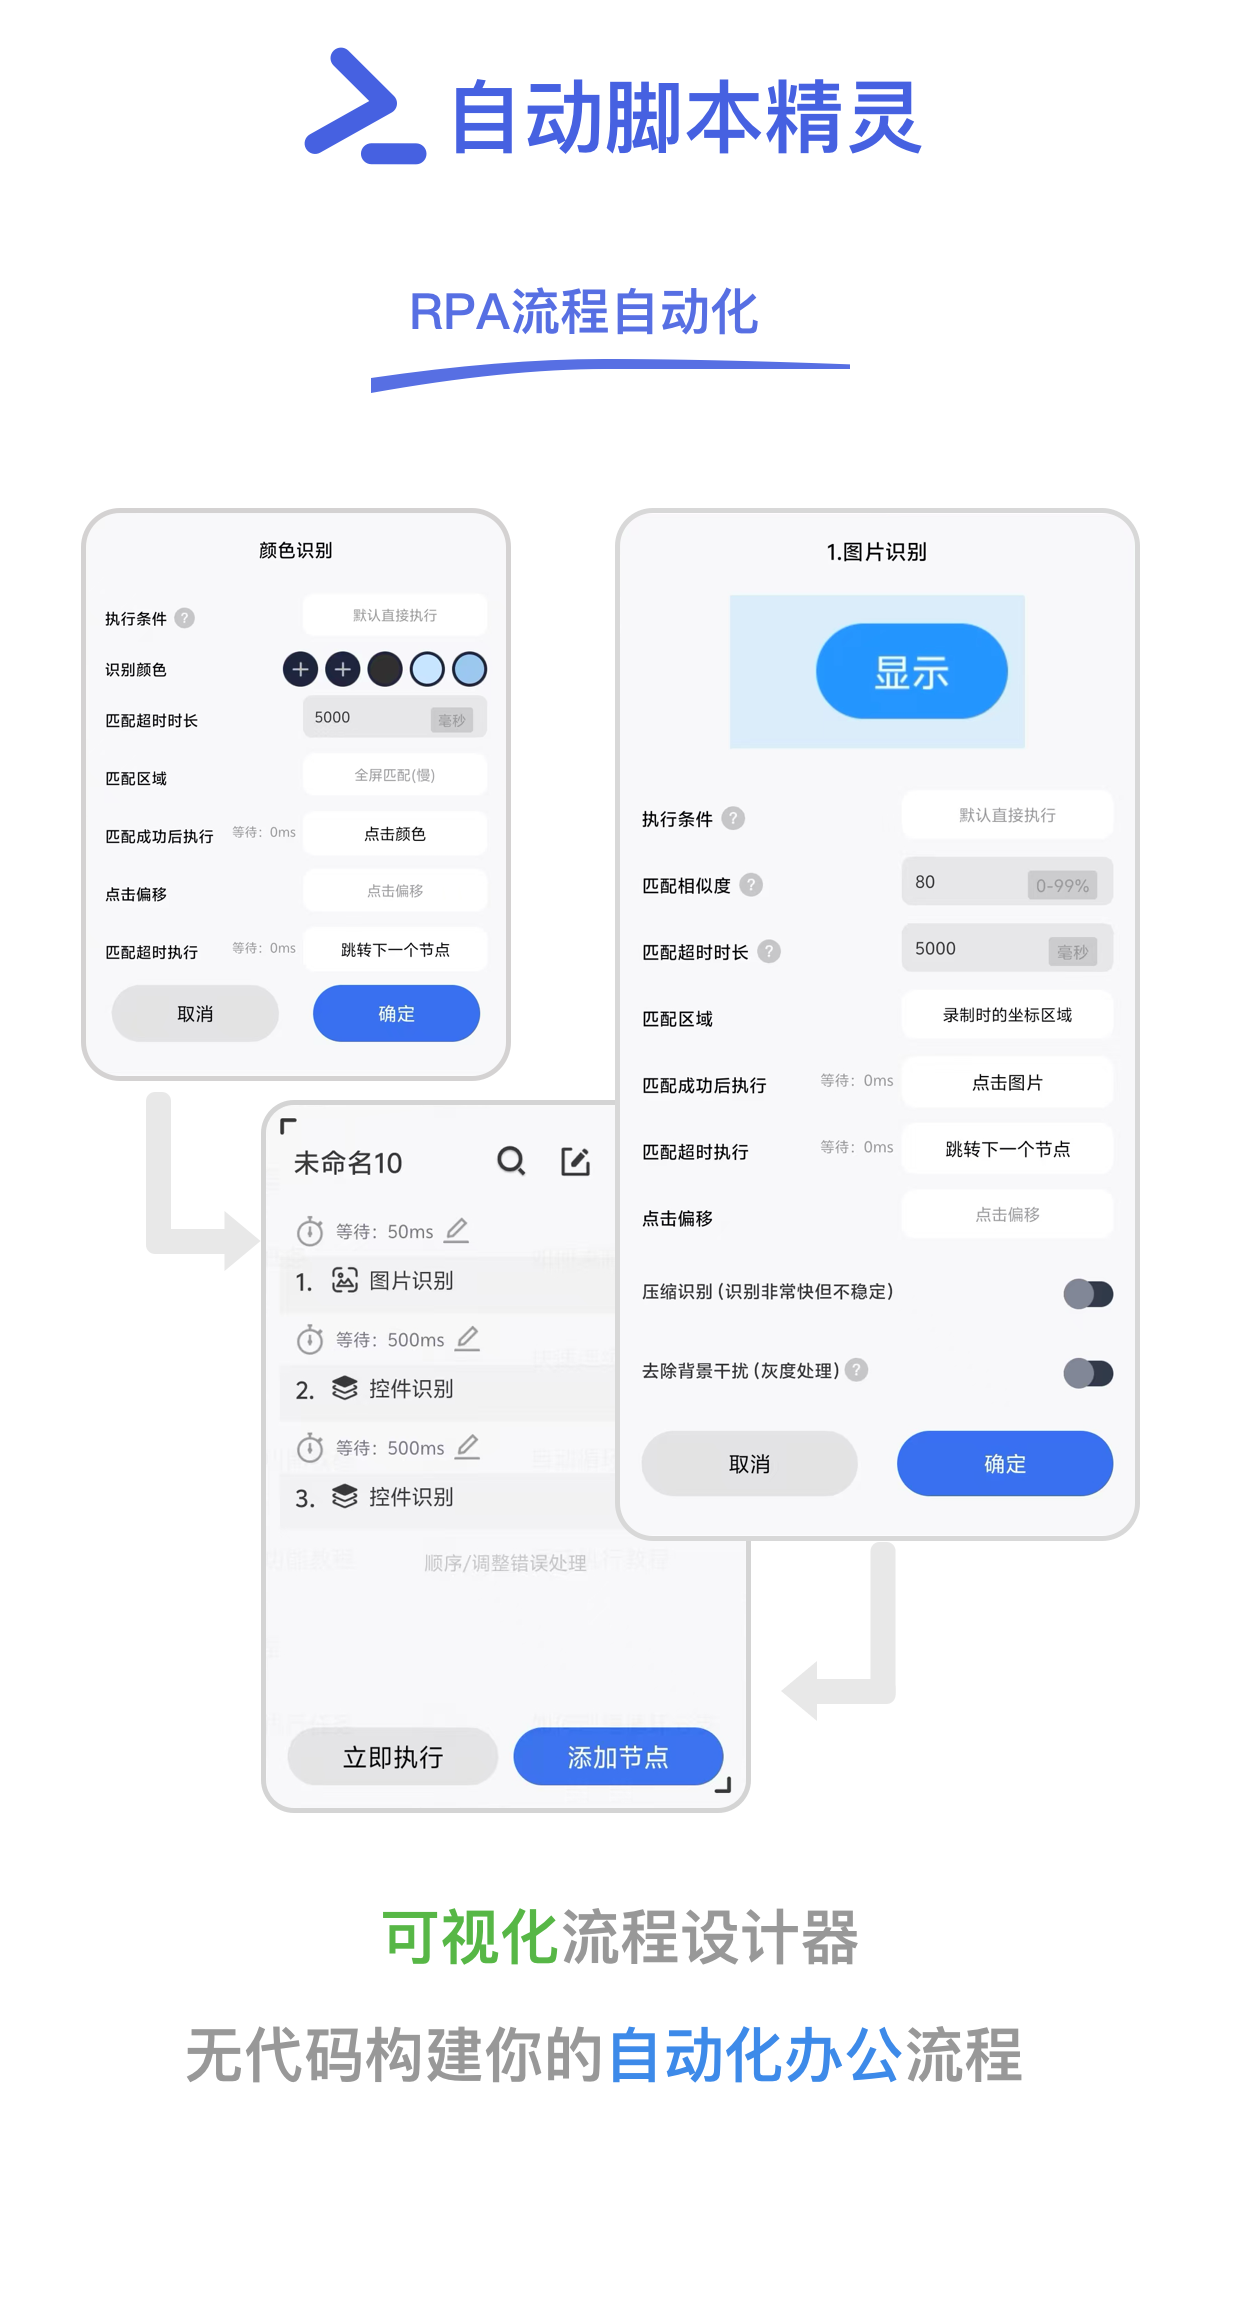 自动脚本精灵
RPA流程自动化
颜色识别
执行条件 ? 默认直接执行
识别颜色
匹配超时时长 5000 毫秒
匹配区域 全屏匹配(慢)
匹配成功后执行 等待：0ms 点击颜色
点击偏移 点击偏移
匹配超时执行 等待：0ms 跳转下一个节点
取消 确定
1.图片识别
显示
执行条件 ? 默认直接执行
匹配相似度 ? 80 0-99%
匹配超时时长 ? 5000 毫秒
匹配区域 录制时的坐标区域
匹配成功后执行 等待：0ms 点击图片
匹配超时执行 等待：0ms 跳转下一个节点
点击偏移 点击偏移
压缩识别 (识别非常快但不稳定)
去除背景干扰 (灰度处理) ?
取消 确定
未命名10
等待：50ms
1. 图片识别
等待：500ms
2. 控件识别
等待：500ms
3. 控件识别
顺序/调整错误处理
立即执行 添加节点
可视化流程设计器
无代码构建你的自动化办公流程